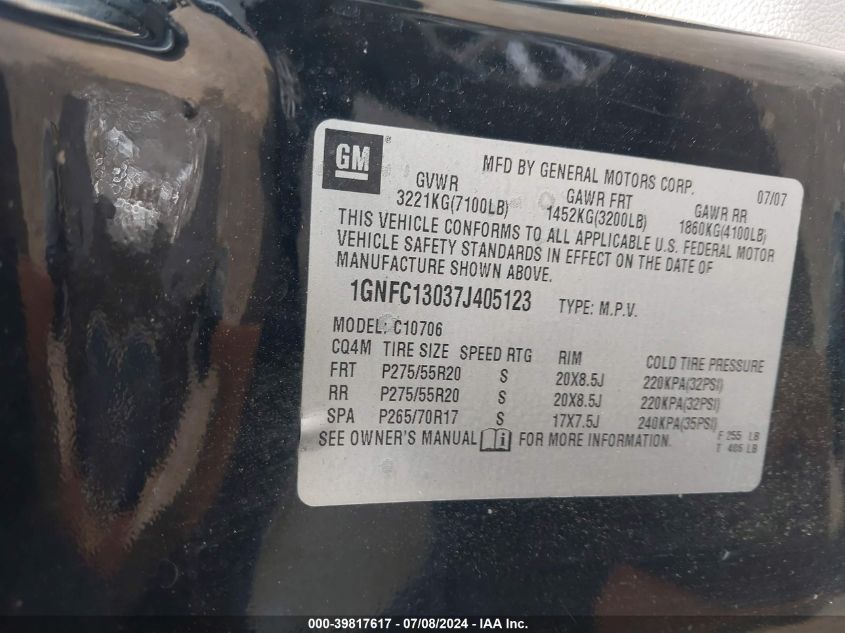 GM
MFD BY GENERAL MOTORS CORP. 07/07
GVWR GAWR FRT GAWR RR
3221KG(7100LB) 1452KG(3200LB) 1860KG(4100LB)
THIS VEHICLE CONFORMS TO ALL APPLICABLE U.S. FEDERAL MOTOR
VEHICLE SAFETY STANDARDS IN EFFECT ON THE DATE OF
MANUFACTURE SHOWN ABOVE.
1GNFC13037J405123 TYPE: M.P.V.
MODEL: C10706
CQ4M TIRE SIZE SPEED RTG RIM COLD TIRE PRESSURE
FRT P275/55R20 S 20X8.5J 220KPA(32PSI)
RR P275/55R20 S 20X8.5J 220KPA(32PSI)
SPA P265/70R17 S 17X7.5J 240KPA(35PSI)
SEE OWNER'S MANUAL FOR MORE INFORMATION.
F 255 LB
T 405 LB
000-39817617 - 07/08/2024 - IAA Inc.